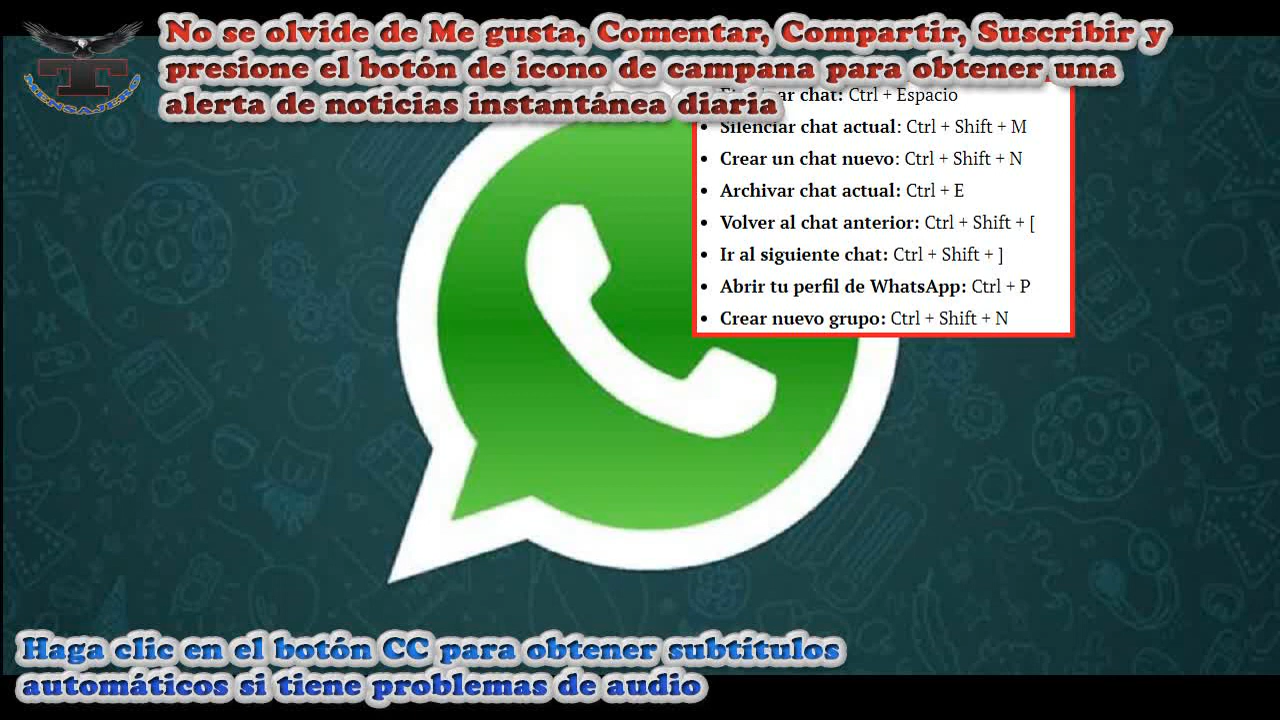 No se olvide de Me gusta, Comentar, Compartir, Suscribir y
presione el botón de icono de campana para obtener una
alerta de noticias instantánea diaria
T
MENSAJERO
chat: Ctrl + Espacio
Silenciar chat actual: Ctrl + Shift + M
Crear un chat nuevo: Ctrl + Shift + N
Archivar chat actual: Ctrl + E
Volver al chat anterior: Ctrl + Shift + [
Ir al siguiente chat: Ctrl + Shift + ]
Abrir tu perfil de WhatsApp: Ctrl + P
Crear nuevo grupo: Ctrl + Shift + N
Haga clic en el botón CC para obtener subtítulos
automáticos si tiene problemas de audio